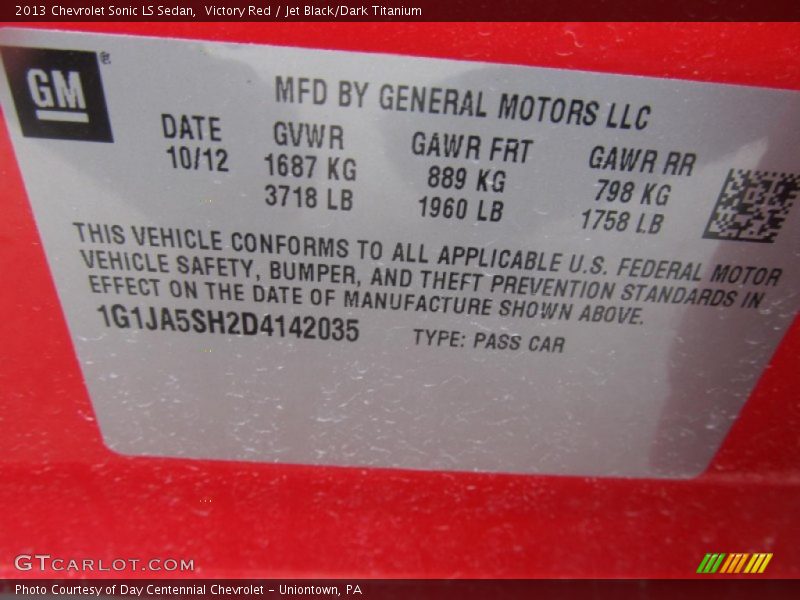 2013 Chevrolet Sonic LS Sedan,  Victory Red / Jet Black/Dark Titanium
GM®
MFD BY GENERAL MOTORS LLC
DATE GVWR GAWR FRT GAWR RR
10/12 1687 KG 889 KG 798 KG
3718 LB 1960 LB 1758 LB
THIS VEHICLE CONFORMS TO ALL APPLICABLE U.S. FEDERAL MOTOR
VEHICLE SAFETY, BUMPER, AND THEFT PREVENTION STANDARDS IN
EFFECT ON THE DATE OF MANUFACTURE SHOWN ABOVE.
1G1JA5SH2D4142035 TYPE: PASS CAR
GTCARLOT.COM
Photo Courtesy of Day Centennial Chevrolet - Uniontown, PA